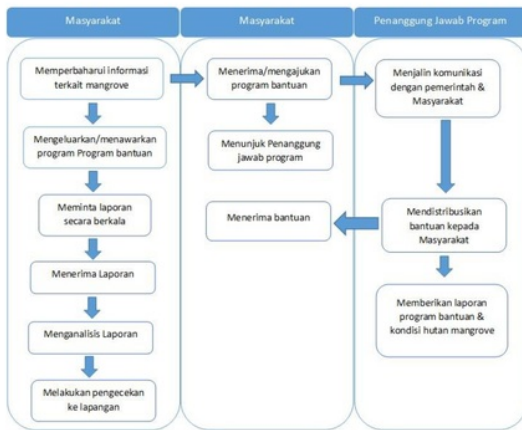 Masyarakat
Memperbaharui informasi
terkait mangrove
Mengeluarkan/menawarkan
program Program bantuan
Meminta laporan
secara berkala
Menerima Laporan
Menganalisis Laporan
Melakukan pengecekan
ke lapangan
Masyarakat
Menerima/mengajukan
program bantuan
Menunjuk Penanggung
jawab program
Menerima bantuan
Penanggung Jawab Program
Menjalin komunikasi
dengan pemerintah &
Masyarakat
Mendistribusikan
bantuan kepada
Masyarakat
Memberikan laporan
program bantuan &
kondisi hutan mangrove